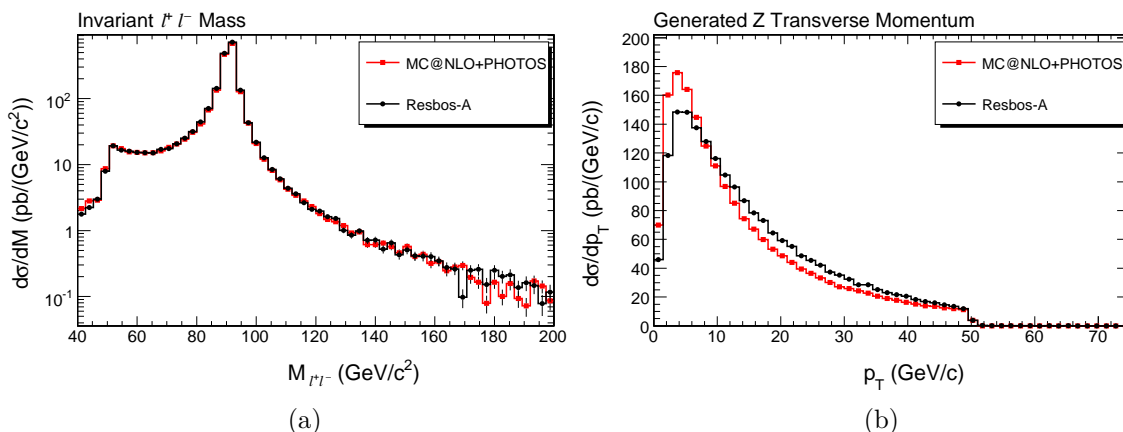 Invariant l⁺ l⁻ Mass
dσ/dM (pb/(GeV/c²))
10²
10
1
10⁻¹
MC@NLO+PHOTOS
Resbos-A
40 60 80 100 120 140 160 180 200
M l⁺l⁻ (GeV/c²)
(a)
Generated Z Transverse Momentum
dσ/dp_T (pb/(GeV/c))
200
180
160
140
120
100
80
60
40
20
0
MC@NLO+PHOTOS
Resbos-A
0 10 20 30 40 50 60 70
p_T (GeV/c)
(b)